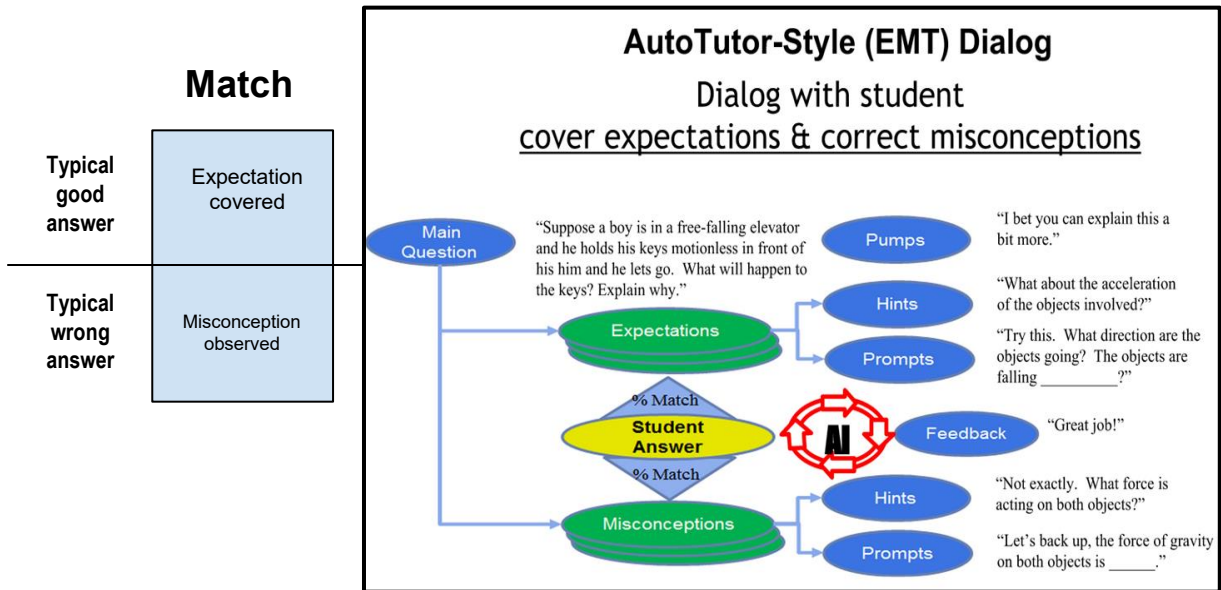 Match
Typical
good
answer
Expectation
covered
Typical
wrong
answer
Misconception
observed
AutoTutor-Style (EMT) Dialog
Dialog with student
cover expectations & correct misconceptions
Main
Question
“Suppose a boy is in a free-falling elevator
and he holds his keys motionless in front of
his him and he lets go. What will happen to
the keys? Explain why.”
Pumps
“I bet you can explain this a
bit more.”
Expectations
Hints
“What about the acceleration
of the objects involved?”
Prompts
“Try this. What direction are the
objects going? The objects are
falling __________?”
% Match
Student
Answer
% Match
AI
Feedback
“Great job!”
Misconceptions
Hints
“Not exactly. What force is
acting on both objects?”
Prompts
“Let’s back up, the force of gravity
on both objects is ______.”